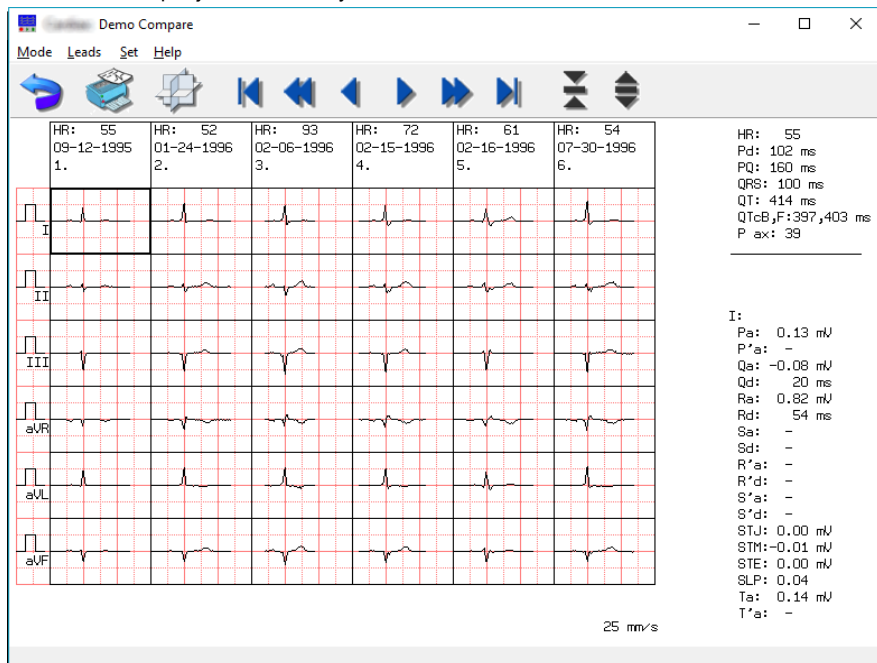 Demo Compare
Mode Leads Set Help
HR: 55 HR: 52 HR: 93 HR: 72 HR: 61 HR: 54
09-12-1995 01-24-1996 02-06-1996 02-15-1996 02-16-1996 07-30-1996
1. 2. 3. 4. 5. 6.
I
II
III
aVR
aVL
aVF
25 mm/s
HR: 55
Pd: 102 ms
PQ: 160 ms
QRS: 100 ms
QT: 414 ms
QTcB,F:397,403 ms
P ax: 39
I:
Pa: 0.13 mV
P'a: -
Qa: -0.08 mV
Qd: 20 ms
Ra: 0.82 mV
Rd: 54 ms
Sa: -
Sd: -
R'a: -
R'd: -
S'a: -
S'd: -
STJ: 0.00 mV
STM:-0.01 mV
STE: 0.00 mV
SLP: 0.04
Ta: 0.14 mV
T'a: -